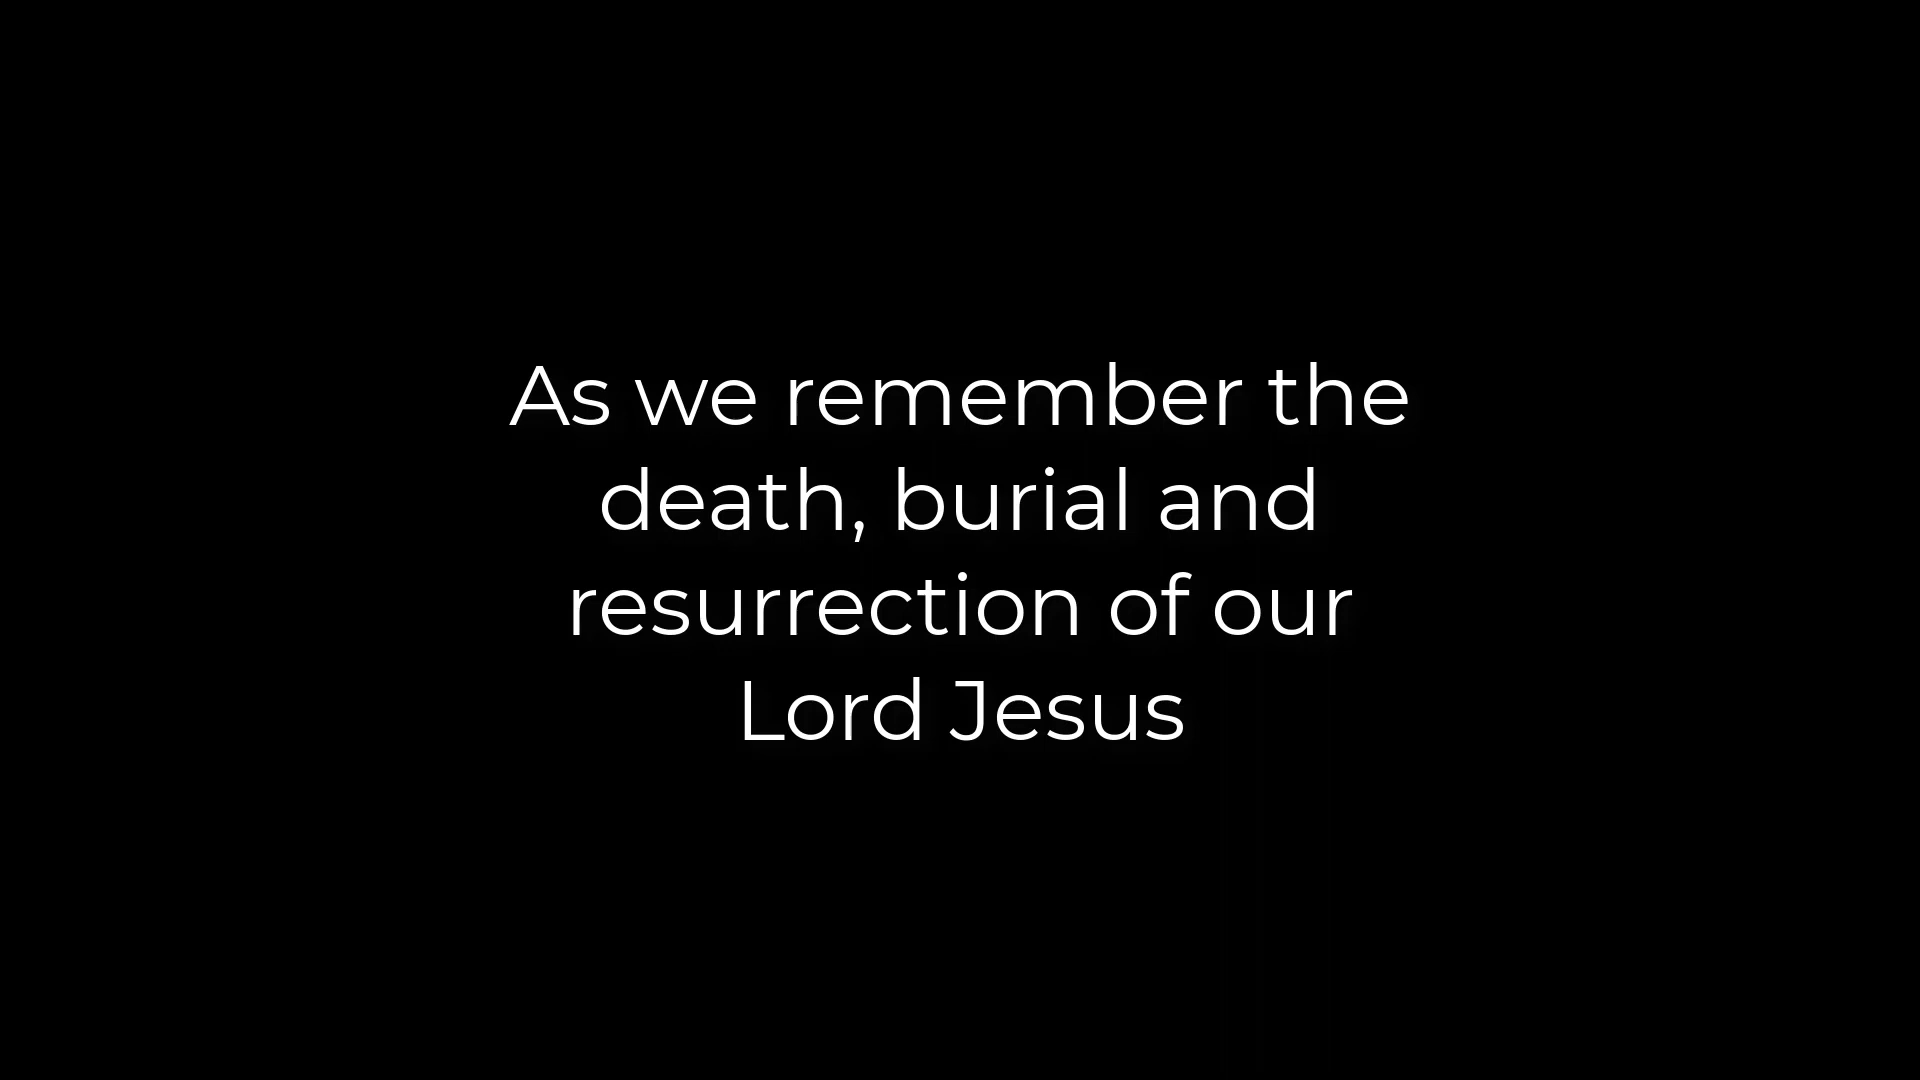 As we remember the
death, burial and
resurrection of our
Lord Jesus